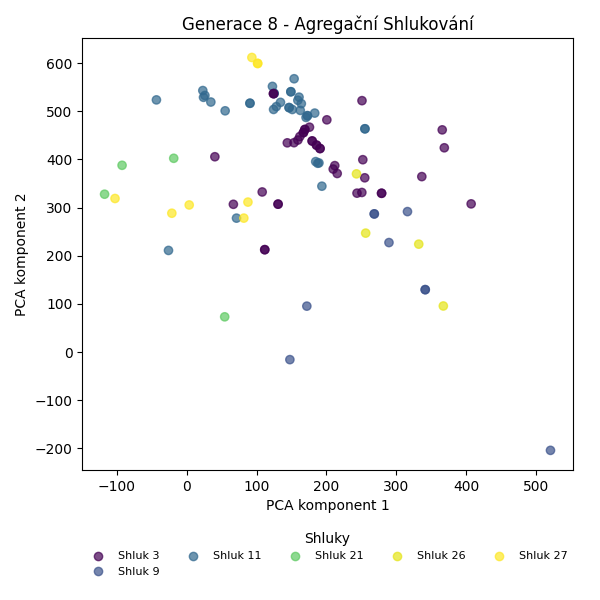 Generace 8 - Agregační Shlukování
PCA komponent 2
600
500
400
300
200
100
0
−100
−200
−100 0 100 200 300 400 500
PCA komponent 1
Shluky
Shluk 3 Shluk 11 Shluk 21 Shluk 26 Shluk 27
Shluk 9